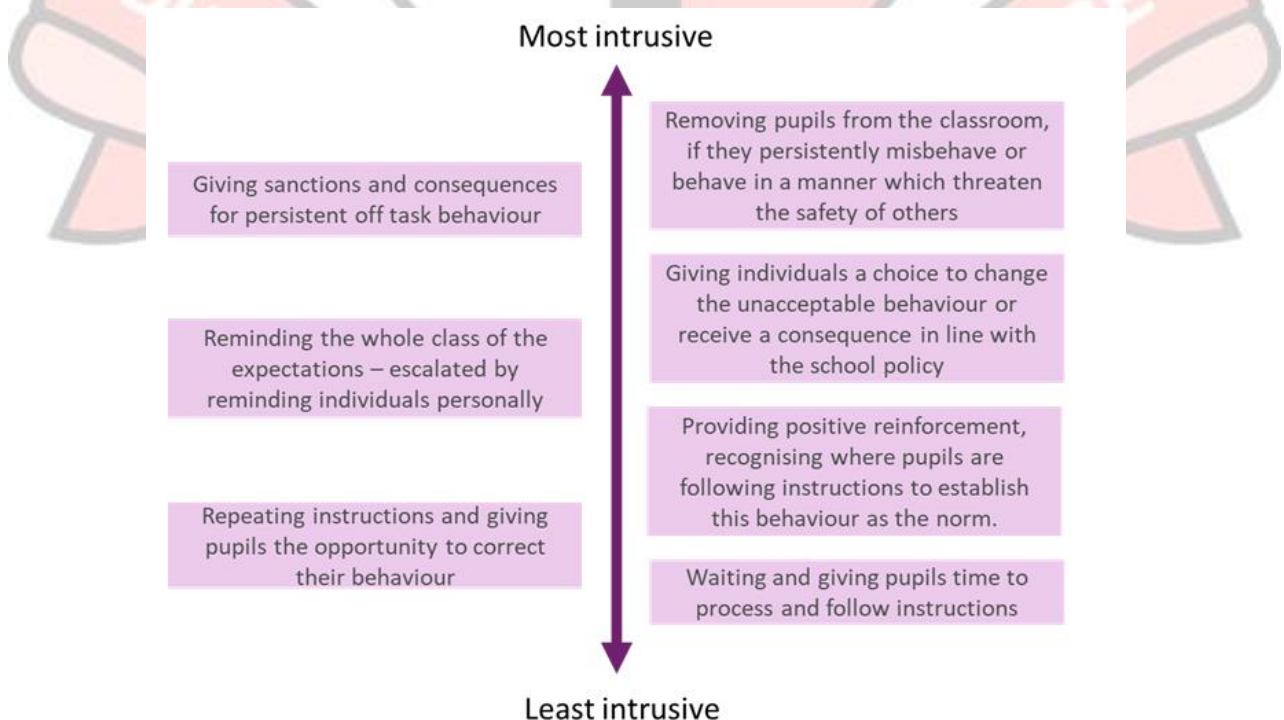 Most intrusive
Removing pupils from the classroom,
if they persistently misbehave or
behave in a manner which threaten
the safety of others
Giving sanctions and consequences
for persistent off task behaviour
Giving individuals a choice to change
the unacceptable behaviour or
receive a consequence in line with
the school policy
Reminding the whole class of the
expectations – escalated by
reminding individuals personally
Providing positive reinforcement,
recognising where pupils are
following instructions to establish
this behaviour as the norm.
Repeating instructions and giving
pupils the opportunity to correct
their behaviour
Waiting and giving pupils time to
process and follow instructions
Least intrusive